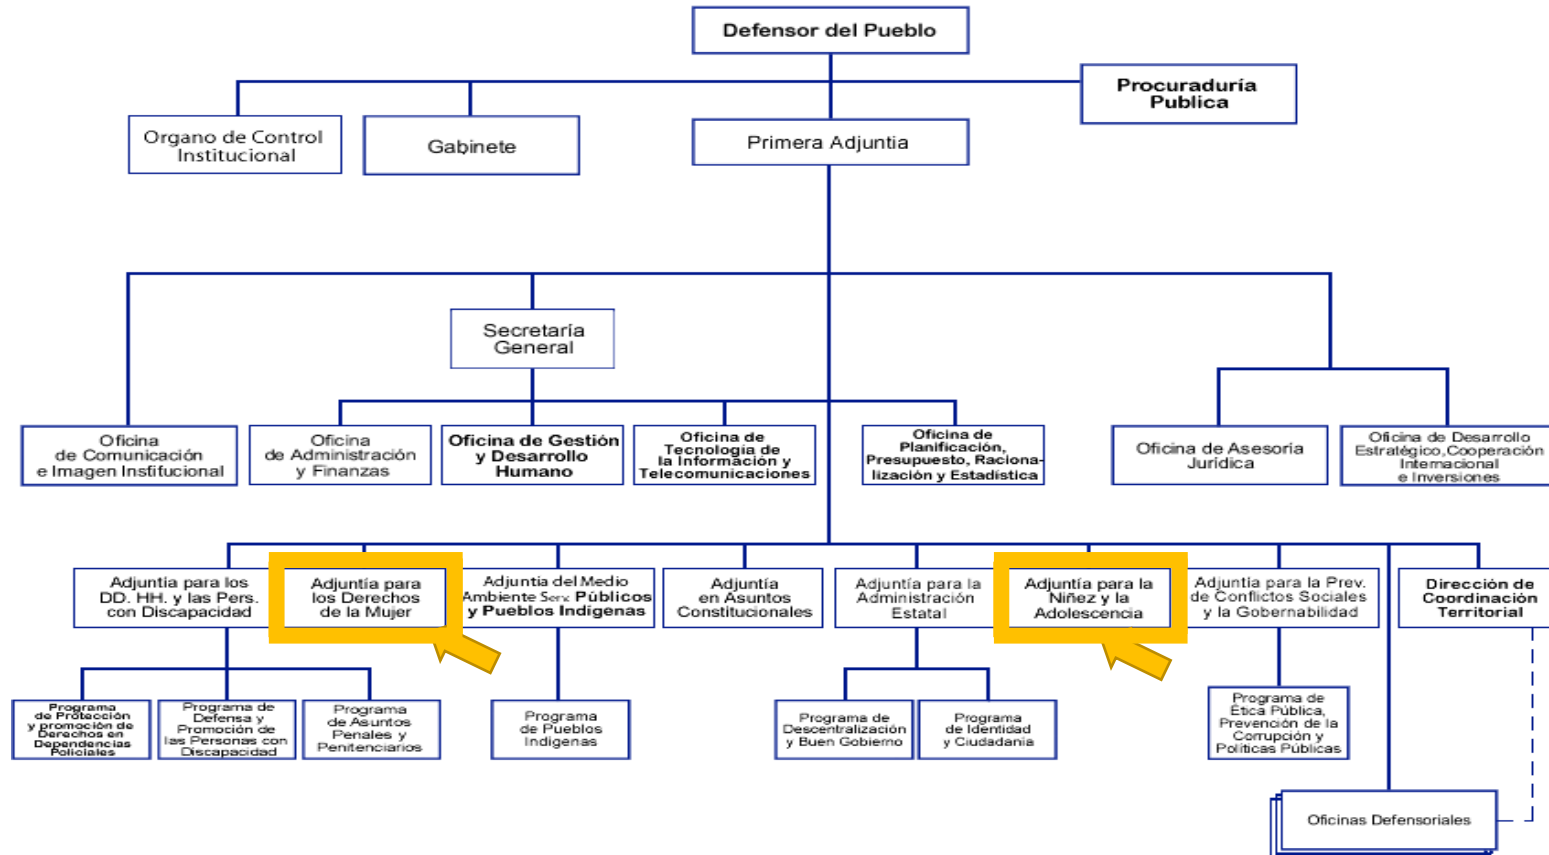 Defensor del Pueblo
Procuraduría
Publica
Organo de Control
Institucional
Gabinete
Primera Adjuntia
Secretaría
General
Oficina
de Comunicación
e Imagen Institucional
Oficina
de Administración
y Finanzas
Oficina de Gestión
y Desarrollo
Humano
Oficina de
Tecnología de
la Información y
Telecomunicaciones
Oficina de
Planificación,
Presupuesto, Raciona-
lización y Estadística
Oficina de Asesoría
Jurídica
Oficina de Desarrollo
Estratégico,Cooperación
Internacional
e Inversiones
Adjuntía para los
DD. HH. y las Pers.
con Discapacidad
Adjuntía para
los Derechos
de la Mujer
Adjuntía del Medio
Ambiente Serv. Públicos
y Pueblos Indígenas
Adjuntía
en Asuntos
Constitucionales
Adjuntía para la
Administración
Estatal
Adjuntía para la
Niñez y la
Adolescencia
Adjuntía para la Prev.
de Conflictos Sociales
y la Gobernabilidad
Dirección de
Coordinación
Territorial
Programa
de Protección
y promoción de
Derechos en
Dependencias
Policiales
Programa de
Defensa y
Promoción de
las Personas con
Discapacidad
Programa
de Asuntos
Penales y
Penitenciarios
Programa
de Pueblos
Indígenas
Programa de
Descentralización
y Buen Gobierno
Programa
de Identidad
y Ciudadanía
Programa de
Ética Pública,
Prevención de la
Corrupción y
Políticas Públicas
Oficinas Defensoriales